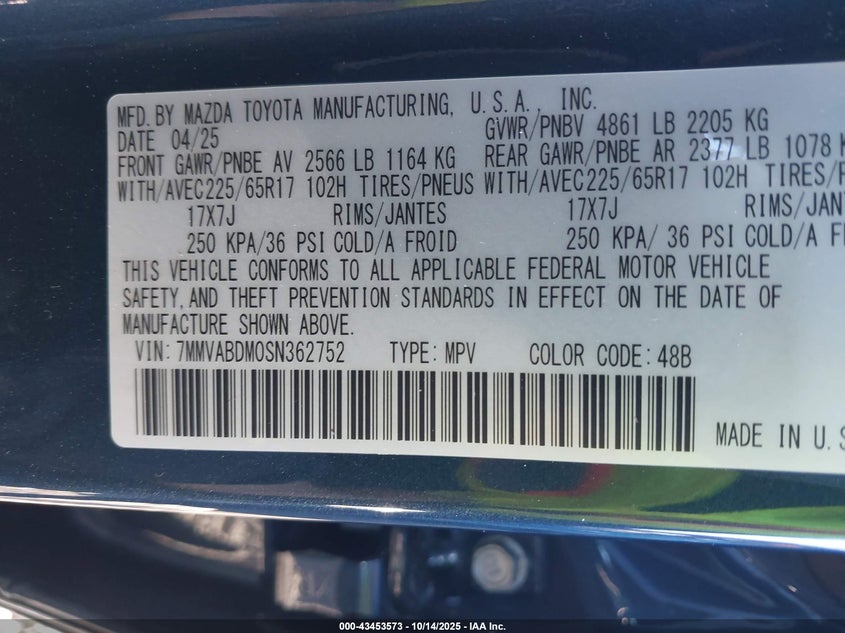 MFD. BY MAZDA TOYOTA MANUFACTURING, U.S.A., INC.
DATE 04/25 GVWR/PNBV 4861 LB 2205 KG
FRONT GAWR/PNBE AV 2566 LB 1164 KG REAR GAWR/PNBE AR 2377 LB 1078 K
WITH/AVEC225/65R17 102H TIRES/PNEUS WITH/AVEC225/65R17 102H TIRES/P
17X7J RIMS/JANTES 17X7J RIMS/JANTE
250 KPA/36 PSI COLD/A FROID 250 KPA/ 36 PSI COLD/A F
THIS VEHICLE CONFORMS TO ALL APPLICABLE FEDERAL MOTOR VEHICLE
SAFETY,AND THEFT PREVENTION STANDARDS IN EFFECT ON THE DATE OF
MANUFACTURE SHOWN ABOVE.
VIN: 7MMVABDM0SN362752 TYPE: MPV COLOR CODE: 48B
MADE IN U.S
000-43453573 | 10/14/2025 - IAA Inc.